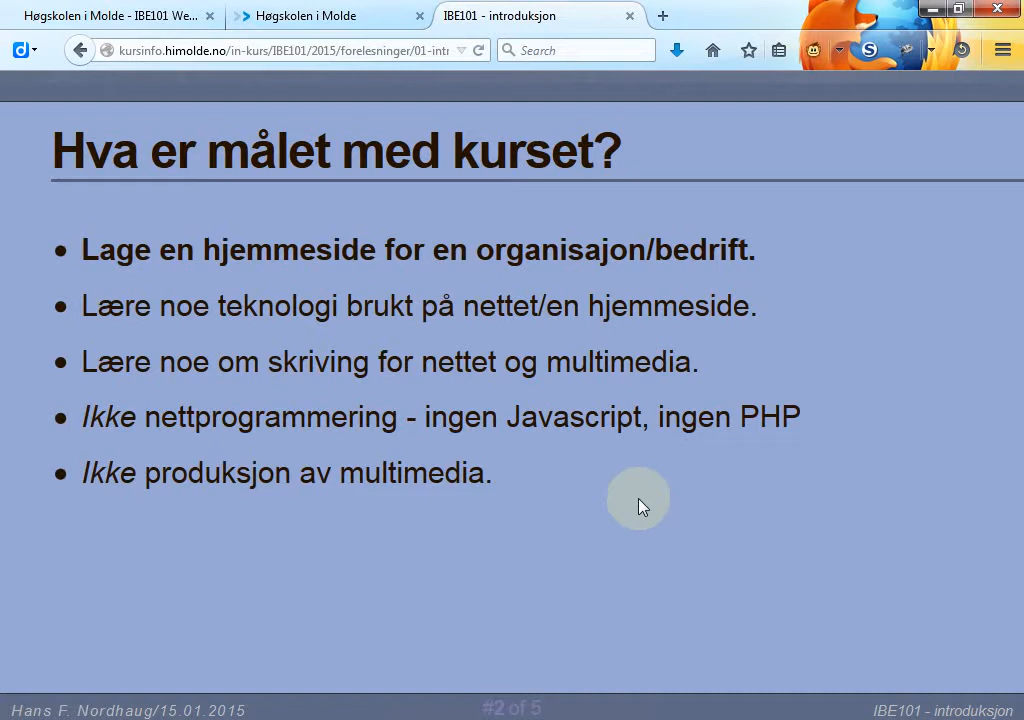 Høgskolen i Molde - IBE101 We...
Høgskolen i Molde
IBE101 - introduksjon
kursinfo.himolde.no/in-kurs/IBE101/2015/forelesninger/01-intr
Search
Hva er målet med kurset?
Lage en hjemmeside for en organisajon/bedrift.
Lære noe teknologi brukt på nettet/en hjemmeside.
Lære noe om skriving for nettet og multimedia.
Ikke nettprogrammering - ingen Javascript, ingen PHP
Ikke produksjon av multimedia.
Hans F. Nordhaug/15.01.2015
#2 of 5
IBE101 - introduksjon